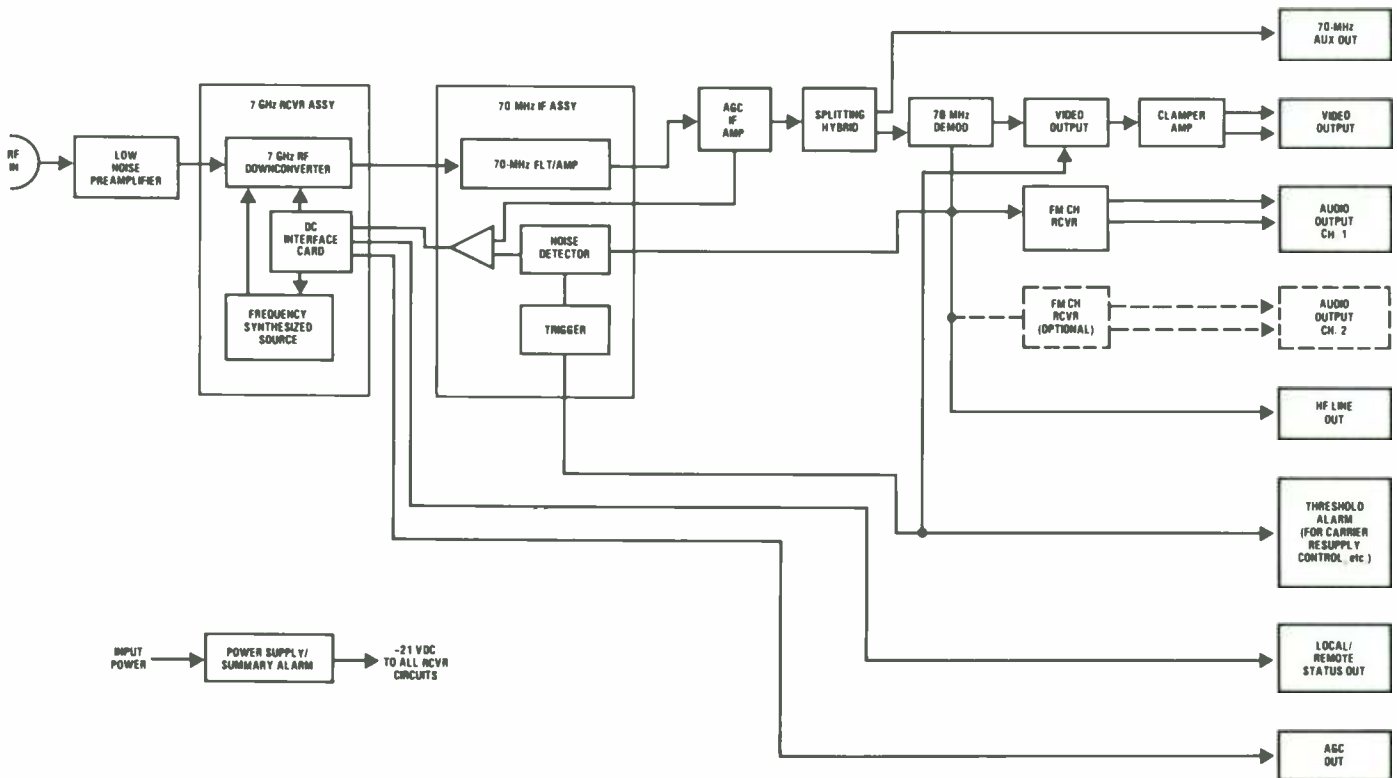 70-MHz
AUX OUT
7 GHz RCVR ASSY
70 MHz IF ASSY
RF
IN
LOW
NOISE
PREAMPLIFIER
7 GHz RF
DOWNCONVERTER
70-MHz FLT/AMP
AGC
IF
AMP
SPLITTING
HYBRID
70 MHz
DEMOD
VIDEO
OUTPUT
CLAMPER
AMP
VIDEO
OUTPUT
DC
INTERFACE
CARD
NOISE
DETECTOR
FM CH
RCVR
AUDIO
OUTPUT
CH. 1
FREQUENCY
SYNTHESIZED
SOURCE
TRIGGER
FM CH
RCVR
(OPTIONAL)
AUDIO
OUTPUT
CH. 2
HF LINE
OUT
THRESHOLD
ALARM
(FOR CARRIER
RESUPPLY
CONTROL, etc.)
INPUT
POWER
POWER SUPPLY/
SUMMARY ALARM
-21 VDC
TO ALL RCVR
CIRCUITS
LOCAL/
REMOTE
STATUS OUT
AGC
OUT